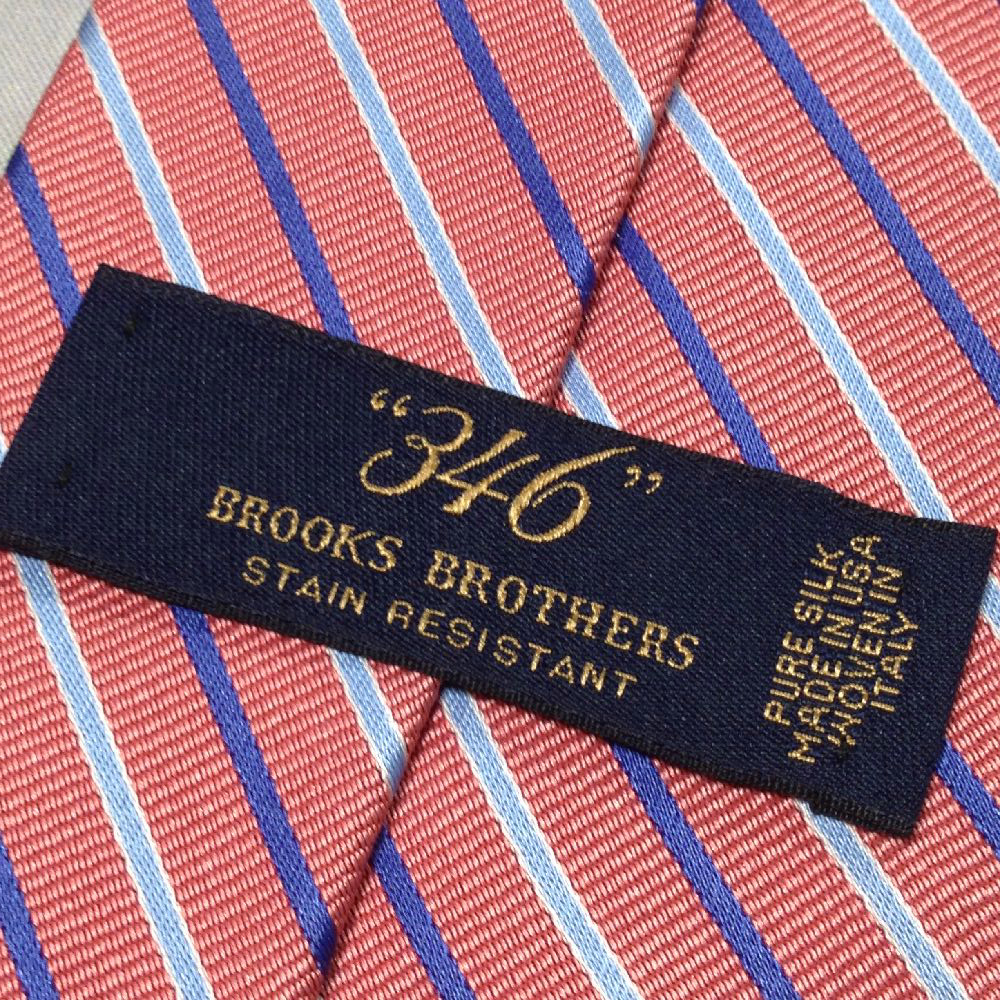 “346”
BROOKS BROTHERS
STAIN RESISTANT
PURE SILK
MADE IN USA
WOVEN IN
ITALY